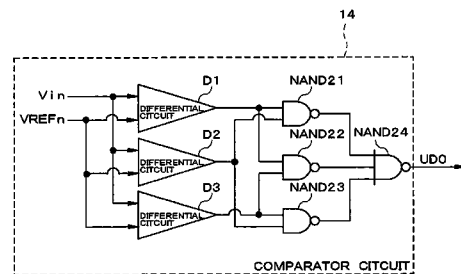 14
D1
Vin
DIFFERENTIAL
CITCUIT
NAND21
VREFn
D2
NAND22
NAND24
DIFFERENTIAL
CITCUIT
UDO
D3
NAND23
DIFFERENTIAL
CITCUIT
COMPARATOR CITCUIT